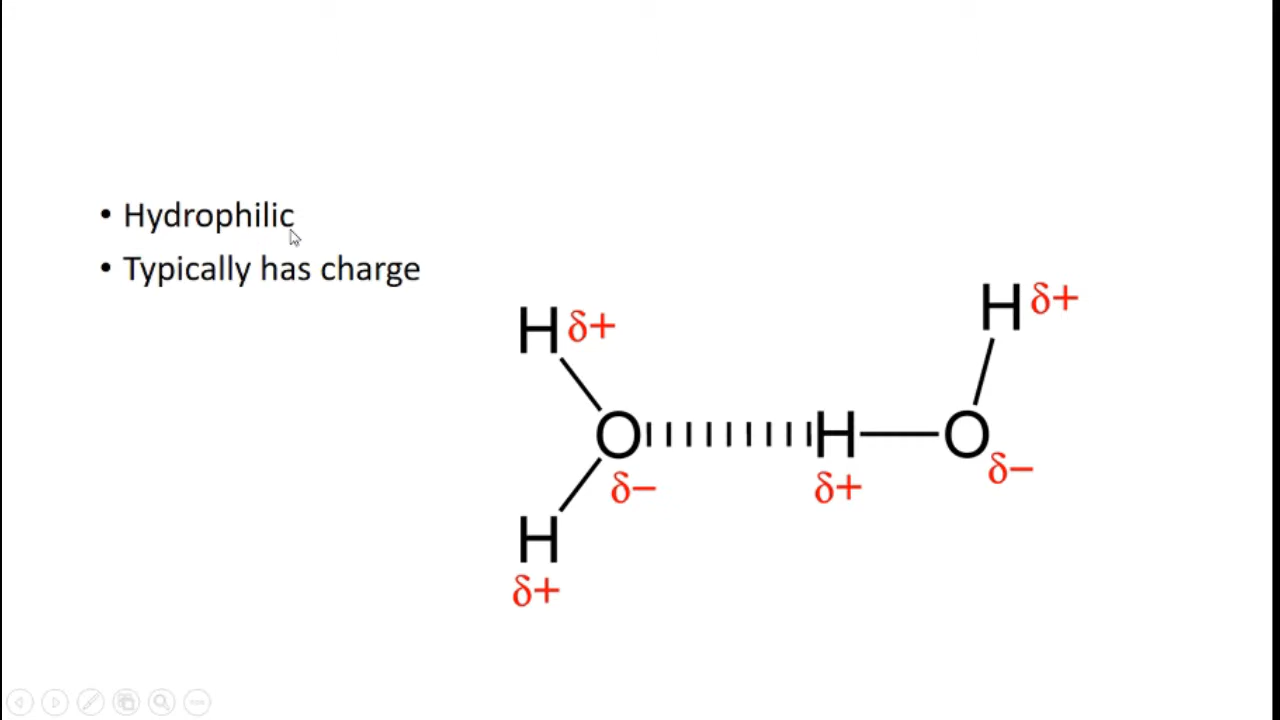 • Hydrophilic
• Typically has charge
H δ+
H δ+
O H O
δ− δ+ δ−
H
δ+